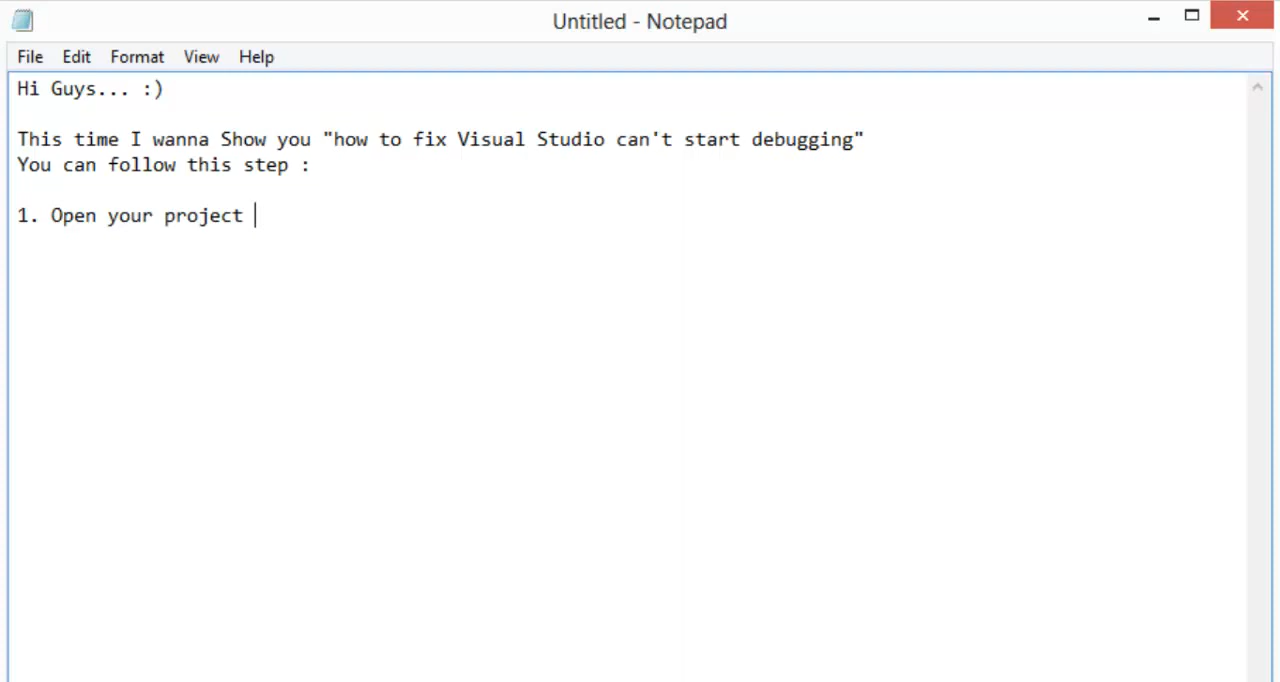 Untitled - Notepad
File Edit Format View Help
Hi Guys... :)
This time I wanna Show you "how to fix Visual Studio can't start debugging"
You can follow this step :
1. Open your project